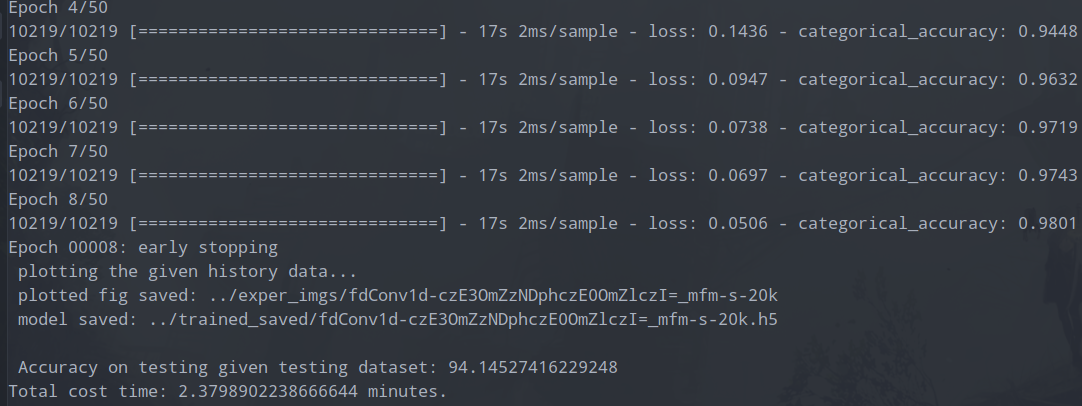 Epoch 4/50
10219/10219 [==============================] - 17s 2ms/sample - loss: 0.1436 - categorical_accuracy: 0.9448
Epoch 5/50
10219/10219 [==============================] - 17s 2ms/sample - loss: 0.0947 - categorical_accuracy: 0.9632
Epoch 6/50
10219/10219 [==============================] - 17s 2ms/sample - loss: 0.0738 - categorical_accuracy: 0.9719
Epoch 7/50
10219/10219 [==============================] - 17s 2ms/sample - loss: 0.0697 - categorical_accuracy: 0.9743
Epoch 8/50
10219/10219 [==============================] - 17s 2ms/sample - loss: 0.0506 - categorical_accuracy: 0.9801
Epoch 00008: early stopping
 plotting the given history data...
 plotted fig saved: ../exper_imgs/fdConv1d-czE3OmZzNDphczE0OmZlczI=_mfm-s-20k
 model saved: ../trained_saved/fdConv1d-czE3OmZzNDphczE0OmZlczI=_mfm-s-20k.h5

 Accuracy on testing given testing dataset: 94.14527416229248
Total cost time: 2.3798902238666644 minutes.